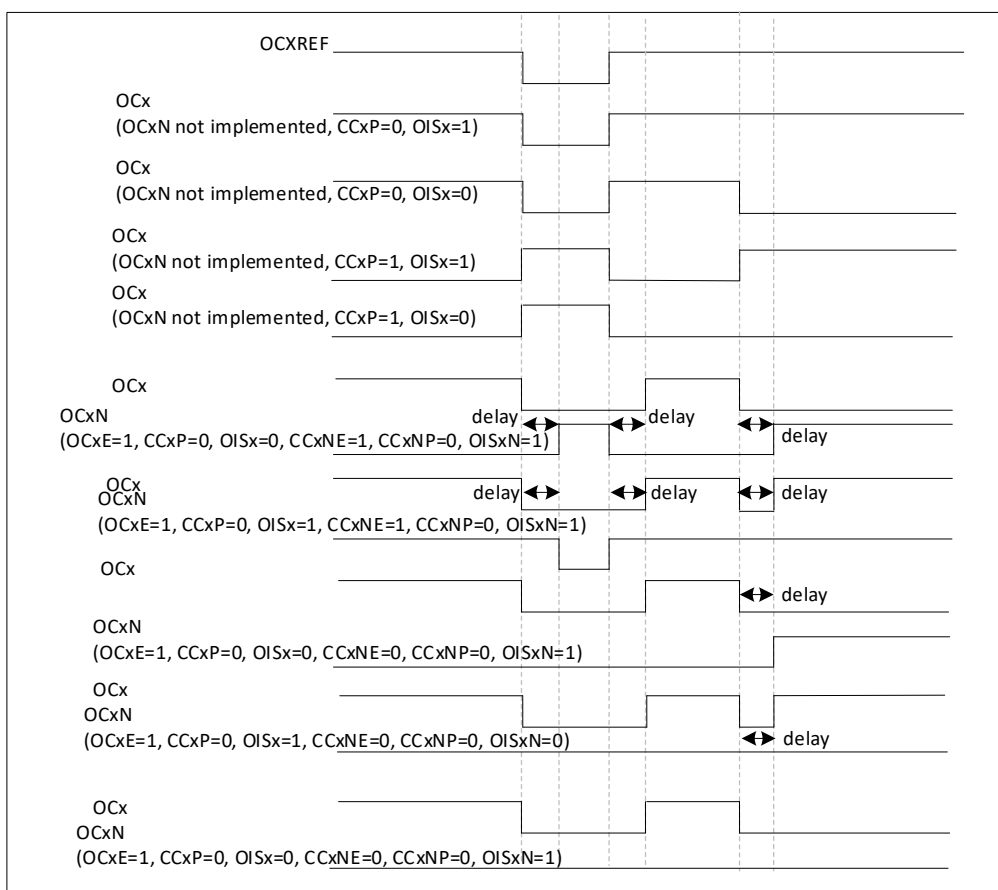 OCXREF
OCx
(OCxN not implemented, CCxP=0, OISx=1)
OCx
(OCxN not implemented, CCxP=0, OISx=0)
OCx
(OCxN not implemented, CCxP=1, OISx=1)
OCx
(OCxN not implemented, CCxP=1, OISx=0)
OCx
OCxN
delay
delay
delay
(OCxE=1, CCxP=0, OISx=0, CCxNE=1, CCxNP=0, OISxN=1)
OCx
delay
delay
delay
OCxN
(OCxE=1, CCxP=0, OISx=1, CCxNE=1, CCxNP=0, OISxN=1)
OCx
delay
OCxN
(OCxE=1, CCxP=0, OISx=0, CCxNE=0, CCxNP=0, OISxN=1)
OCx
OCxN
(OCxE=1, CCxP=0, OISx=1, CCxNE=0, CCxNP=0, OISxN=0)
delay
OCx
OCxN
(OCxE=1, CCxP=0, OISx=0, CCxNE=0, CCxNP=0, OISxN=1)